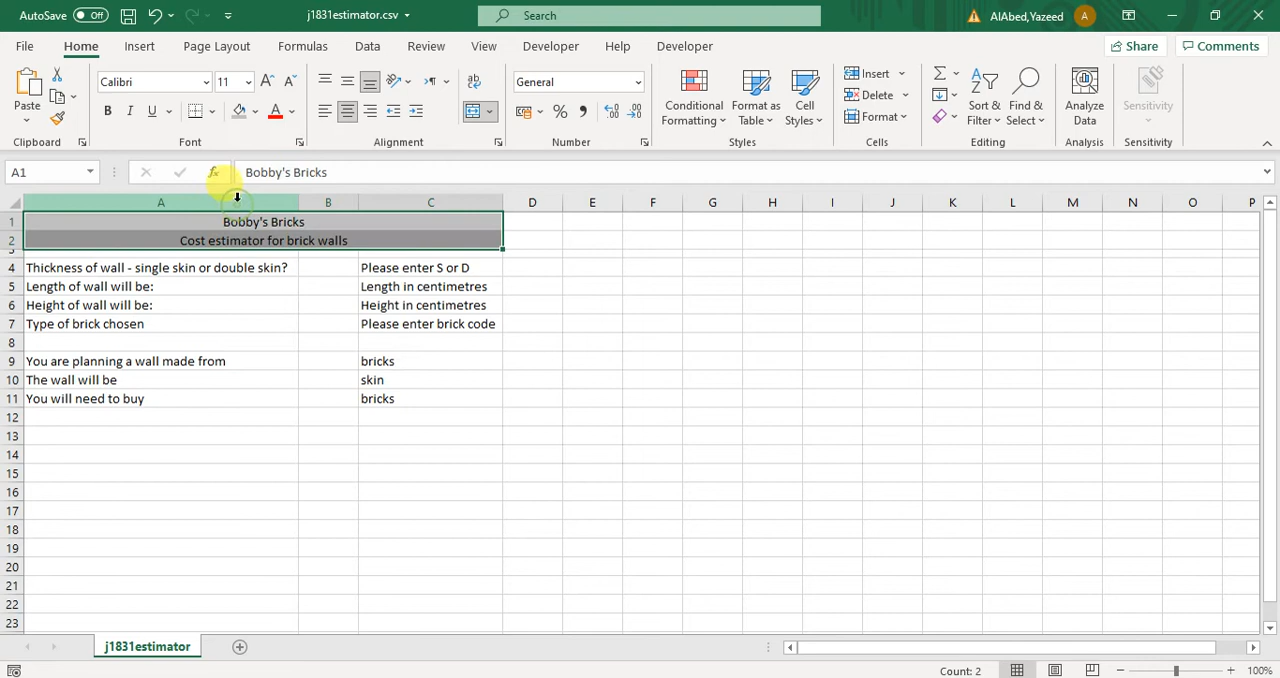 AutoSave Off j1831estimator.csv Search AlAbed,Yazeed A
File Home Insert Page Layout Formulas Data Review View Developer Help Developer Share Comments
Calibri 11 General Insert Σ
Paste Conditional Format as Cell Delete Sort & Find & Analyze Sensitivity
Formatting Table Styles Format Filter Select Data
Clipboard Font Alignment Number Styles Cells Editing Analysis Sensitivity
A1 fx Bobby's Bricks
A B C D E F G H I J K L M N O P
1 Bobby's Bricks
2 Cost estimator for brick walls
4 Thickness of wall - single skin or double skin? Please enter S or D
5 Length of wall will be: Length in centimetres
6 Height of wall will be: Height in centimetres
7 Type of brick chosen Please enter brick code
8
9 You are planning a wall made from bricks
10 The wall will be skin
11 You will need to buy bricks
12
13
14
15
16
17
18
19
20
21
22
23
j1831estimator
Count: 2 100%